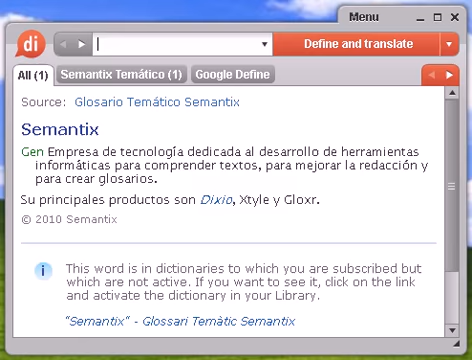 Menu
di
Define and translate
All (1)
Semantix Temático (1)
Google Define
Source: Glosario Temático Semantix
Semantix
Gen Empresa de tecnología dedicada al desarrollo de herramientas
informáticas para comprender textos, para mejorar la redacción y
para crear glosarios.
Su principales productos son Dixio, Xtyle y Gloxr.
© 2010 Semantix
i
This word is in dictionaries to which you are subscribed but
which are not active. If you want to see it, click on the link
and activate the dictionary in your Library.
"Semantix" - Glossari Temàtic Semantix